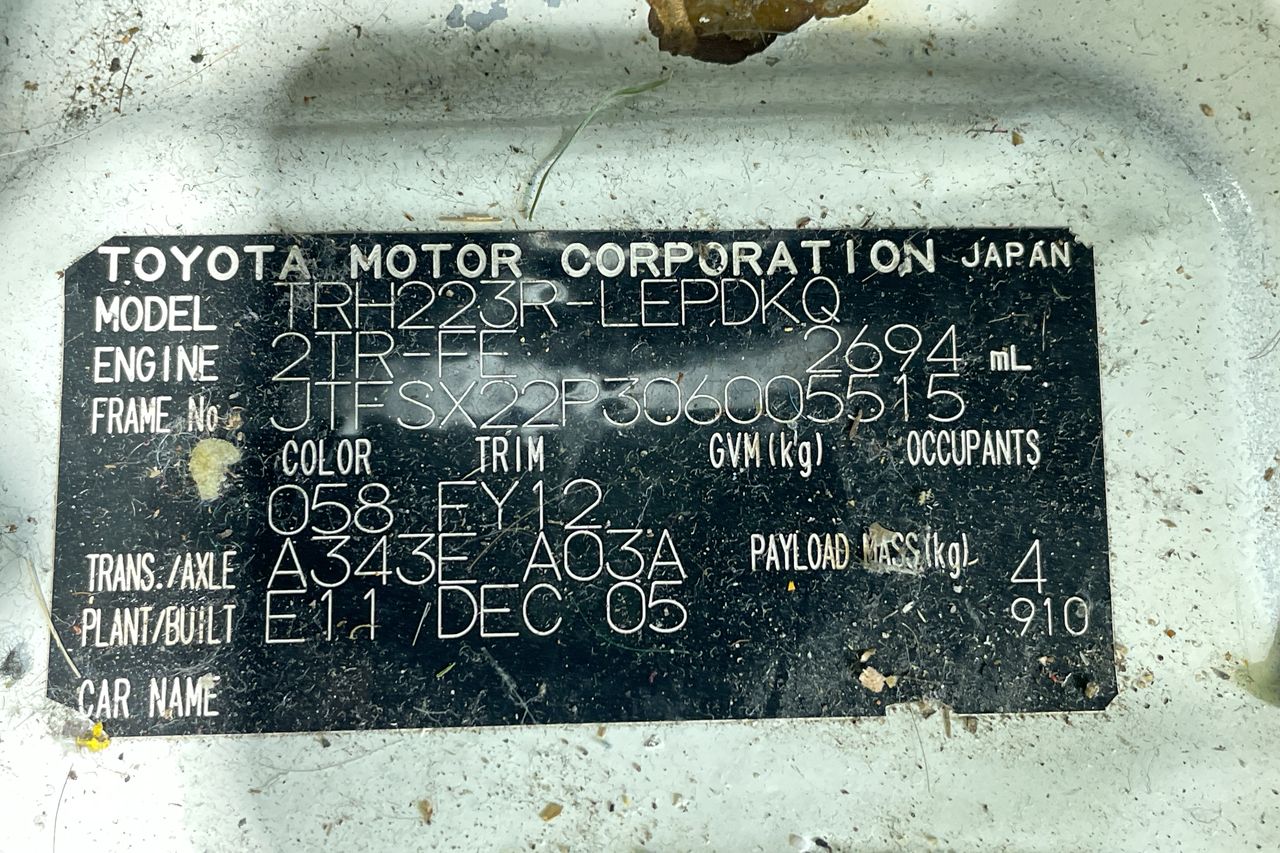 TOYOTA MOTOR CORPORATION JAPAN
MODEL TRH223R-LEPDKQ
ENGINE 2TR-FE 2694 mL
FRAME No. JTFSX22P306005515
COLOR TRIM GVM(kg) OCCUPANTS
058 FY12
TRANS./AXLE A343E A03A PAYLOAD MASS(kg) 4
PLANT/BUILT E11 /DEC 05 910
CAR NAME